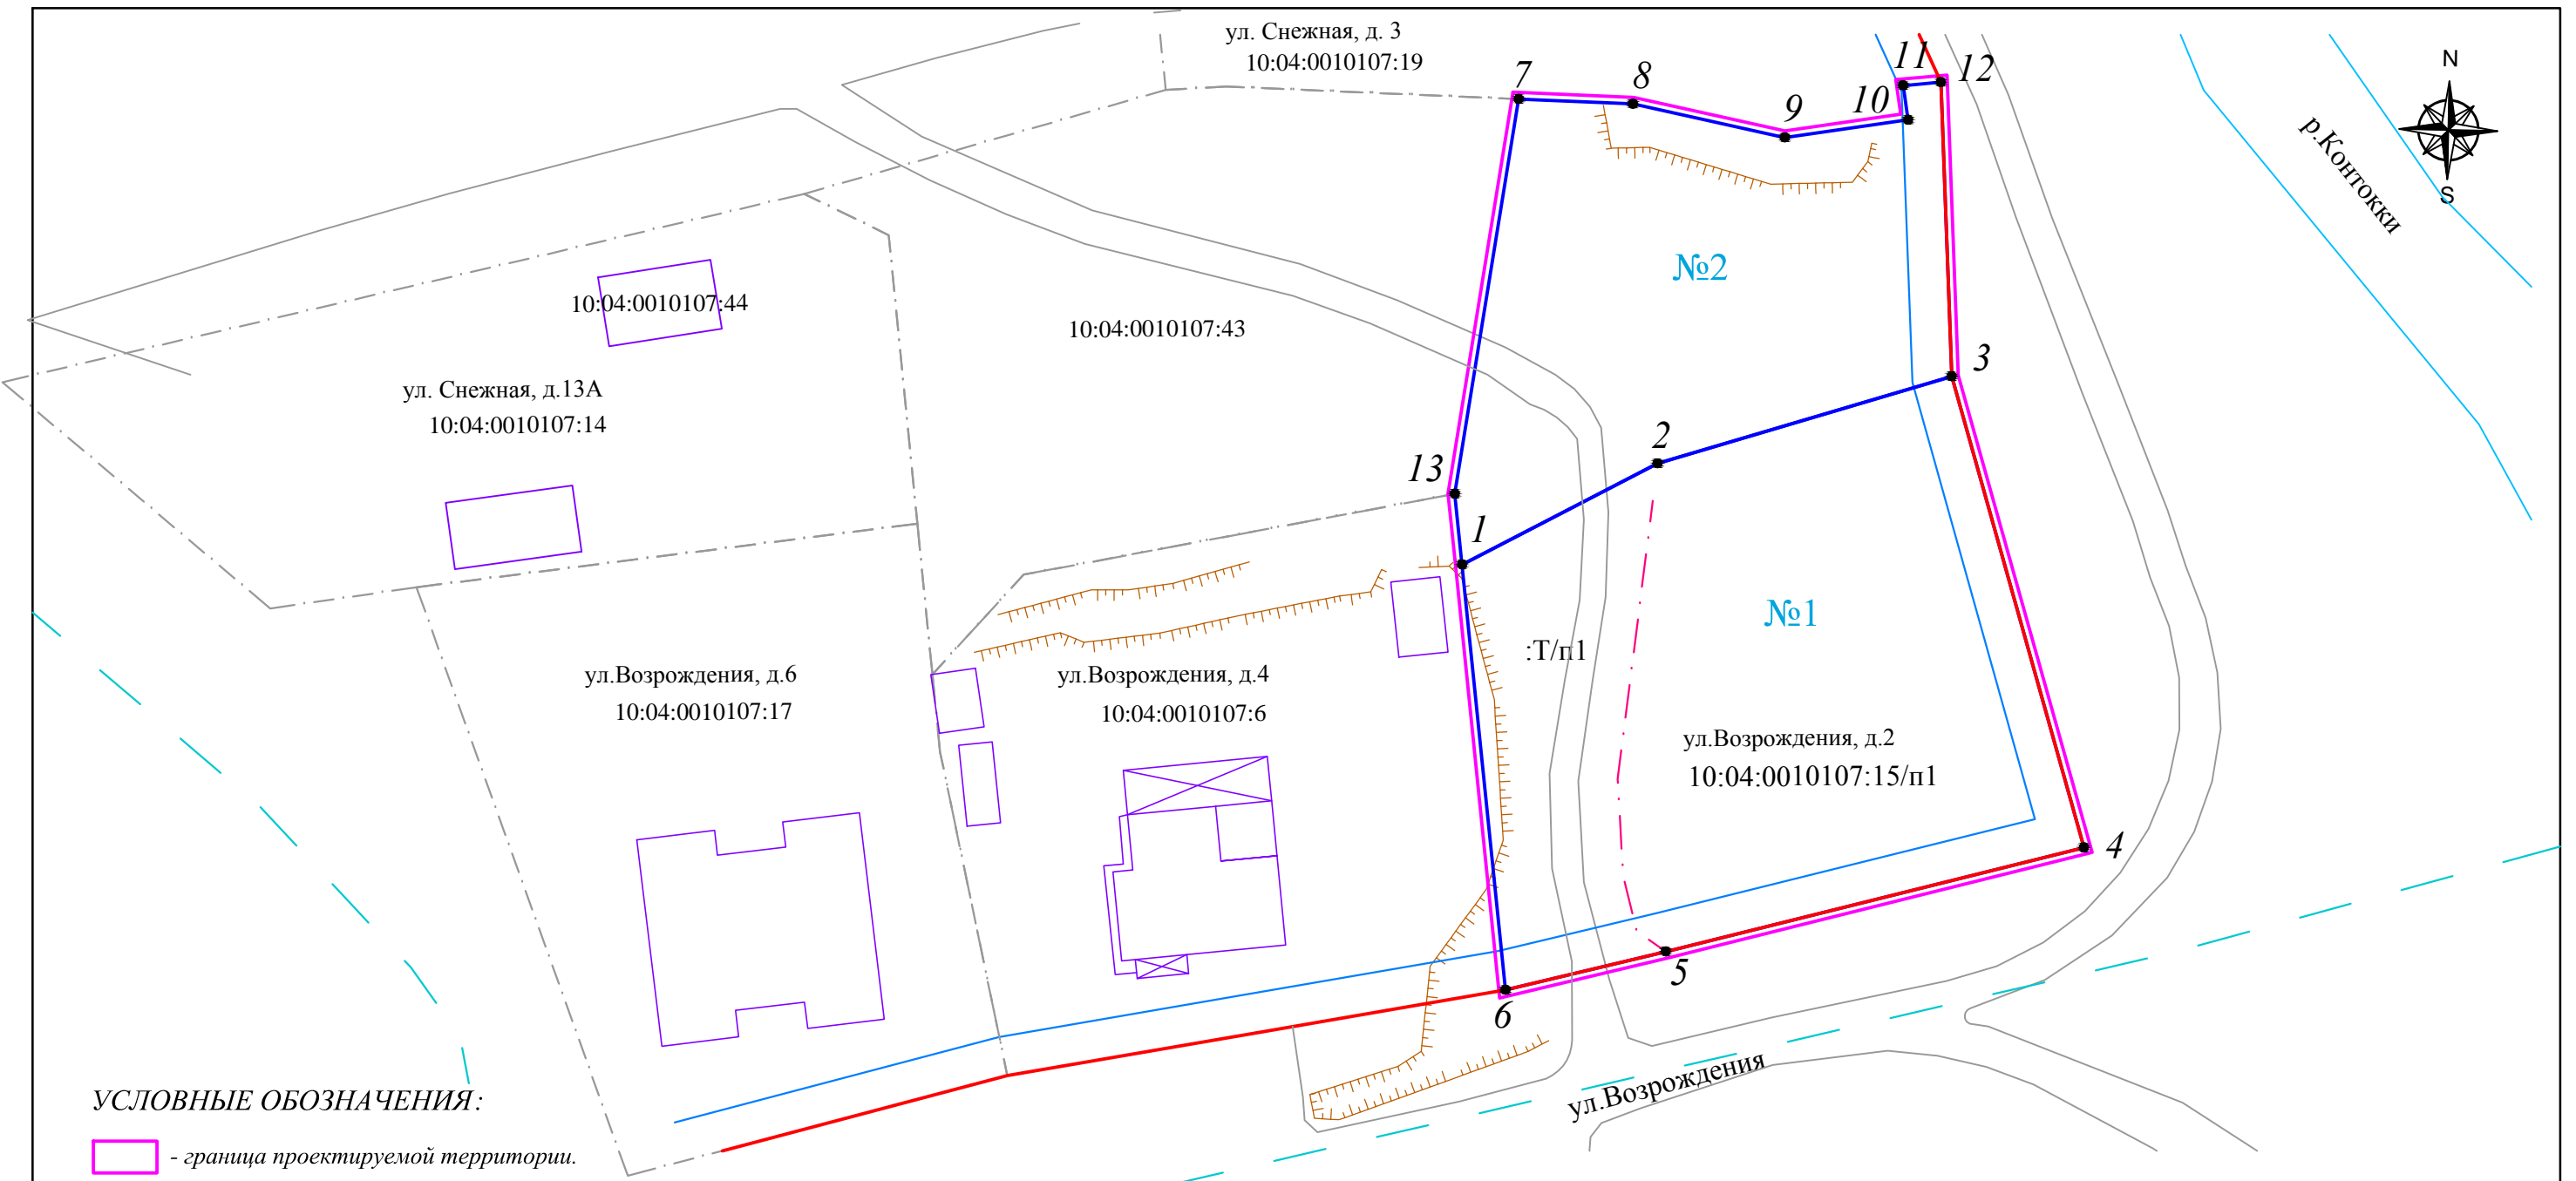 ул. Снежная, д. 3
10:04:0010107:19
7
8
9
10
11
12
N
S
р.Контокки
№2
10:04:0010107:44
10:04:0010107:43
3
ул. Снежная, д.13А
10:04:0010107:14
2
13
1
№1
:Т/п1
ул.Возрождения, д.6
10:04:0010107:17
ул.Возрождения, д.4
10:04:0010107:6
ул.Возрождения, д.2
10:04:0010107:15/п1
4
5
6
ул.Возрождения
УСЛОВНЫЕ ОБОЗНАЧЕНИЯ:
- граница проектируемой территории.